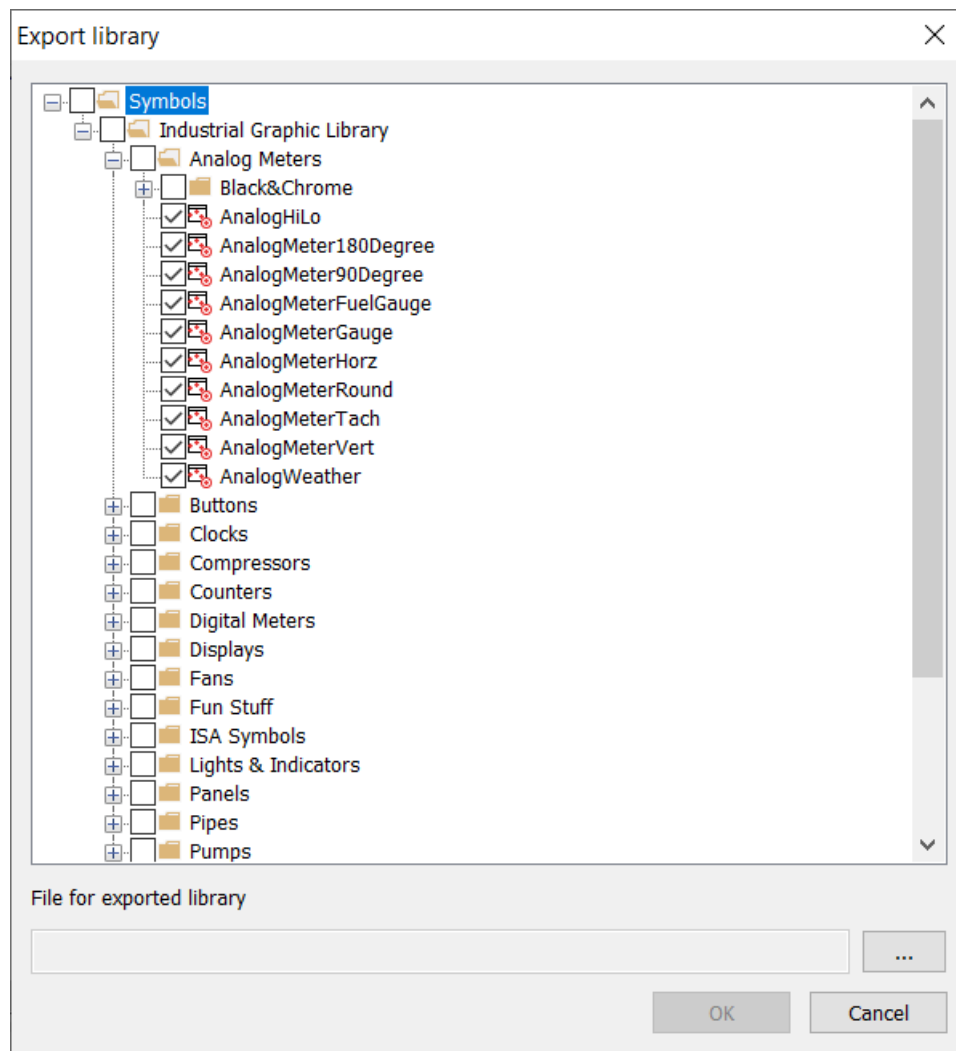 Export library
Symbols
Industrial Graphic Library
Analog Meters
Black&Chrome
AnalogHiLo
AnalogMeter180Degree
AnalogMeter90Degree
AnalogMeterFuelGauge
AnalogMeterGauge
AnalogMeterHorz
AnalogMeterRound
AnalogMeterTach
AnalogMeterVert
AnalogWeather
Buttons
Clocks
Compressors
Counters
Digital Meters
Displays
Fans
Fun Stuff
ISA Symbols
Lights & Indicators
Panels
Pipes
Pumps
File for exported library
...
OK Cancel